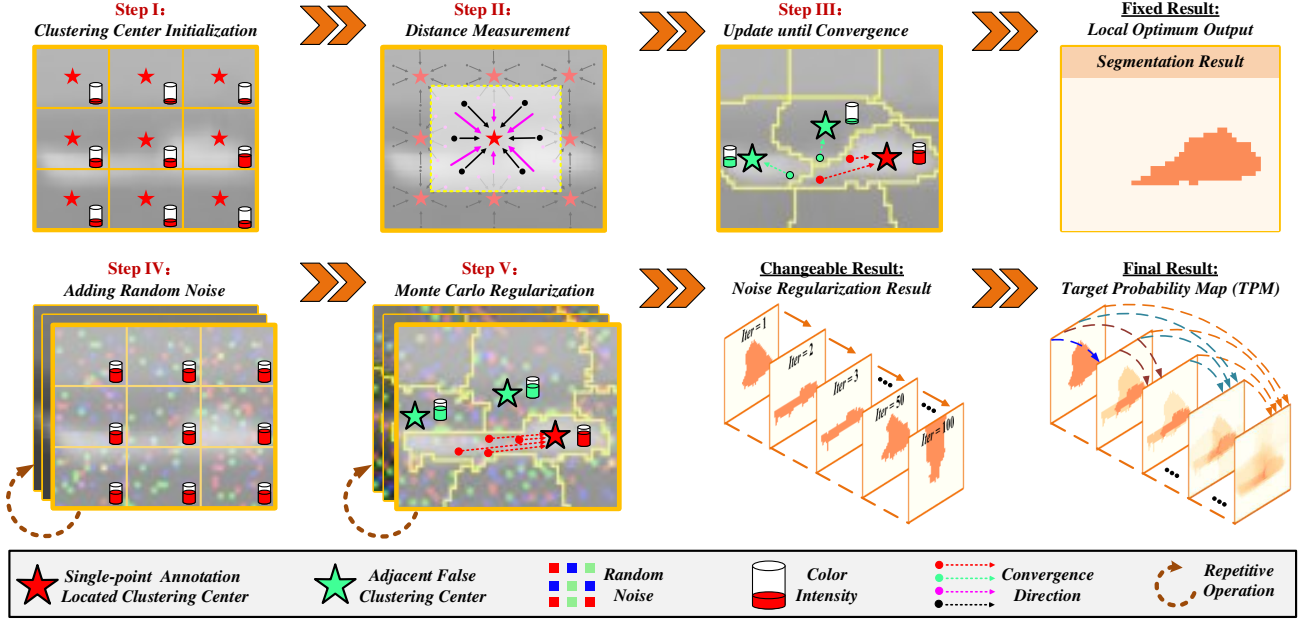 Step I:
Clustering Center Initialization
Step II:
Distance Measurement
Step III:
Update until Convergence
Fixed Result:
Local Optimum Output
Segmentation Result
Step IV:
Adding Random Noise
Step V:
Monte Carlo Regularization
Changeable Result:
Noise Regularization Result
Iter = 1
Iter = 2
Iter = 3
Iter = 50
Iter = 100
Final Result:
Target Probability Map (TPM)
Single-point Annotation
Located Clustering Center
Adjacent False
Clustering Center
Random
Noise
Color
Intensity
Convergence
Direction
Repetitive
Operation